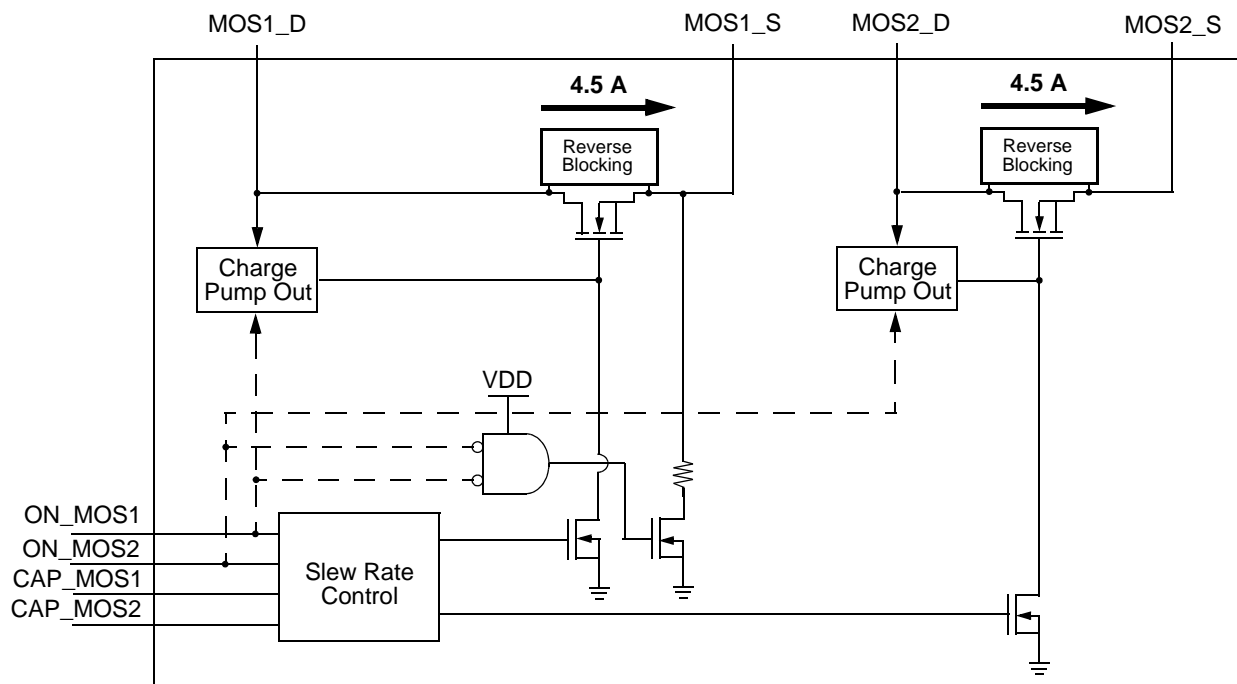 MOS1_D
MOS1_S
MOS2_D
MOS2_S
4.5 A
4.5 A
Reverse
Blocking
Reverse
Blocking
Charge
Pump Out
Charge
Pump Out
VDD
ON_MOS1
ON_MOS2
CAP_MOS1
CAP_MOS2
Slew Rate
Control